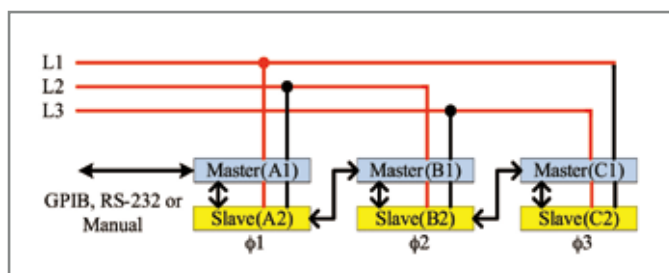 L1
L2
L3
Master(A1) Master(B1) Master(C1)
GPIB, RS-232 or
Manual
Slave(A2) Slave(B2) Slave(C2)
ϕ1 ϕ2 ϕ3